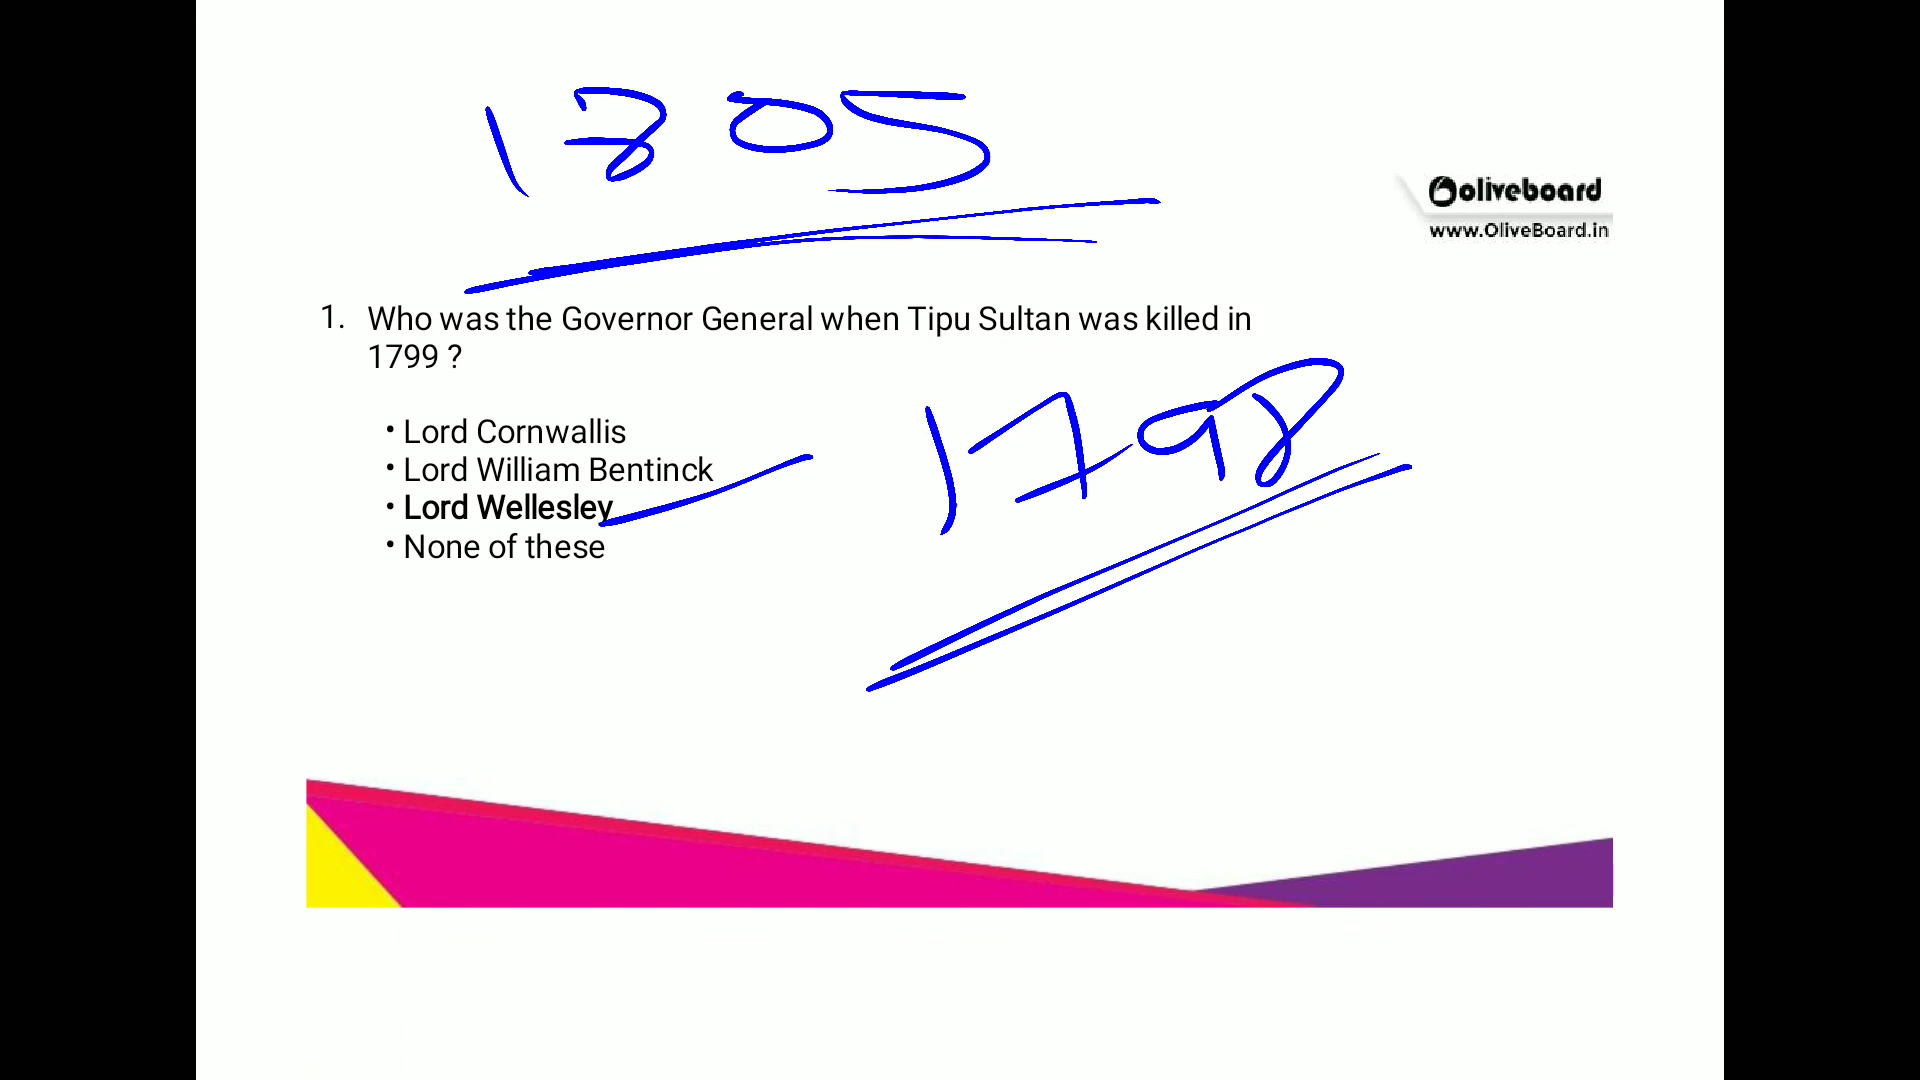 1805
oliveboard
www.OliveBoard.in
1. Who was the Governor General when Tipu Sultan was killed in
1799 ?
• Lord Cornwallis
• Lord William Bentinck
• Lord Wellesley
• None of these
1798